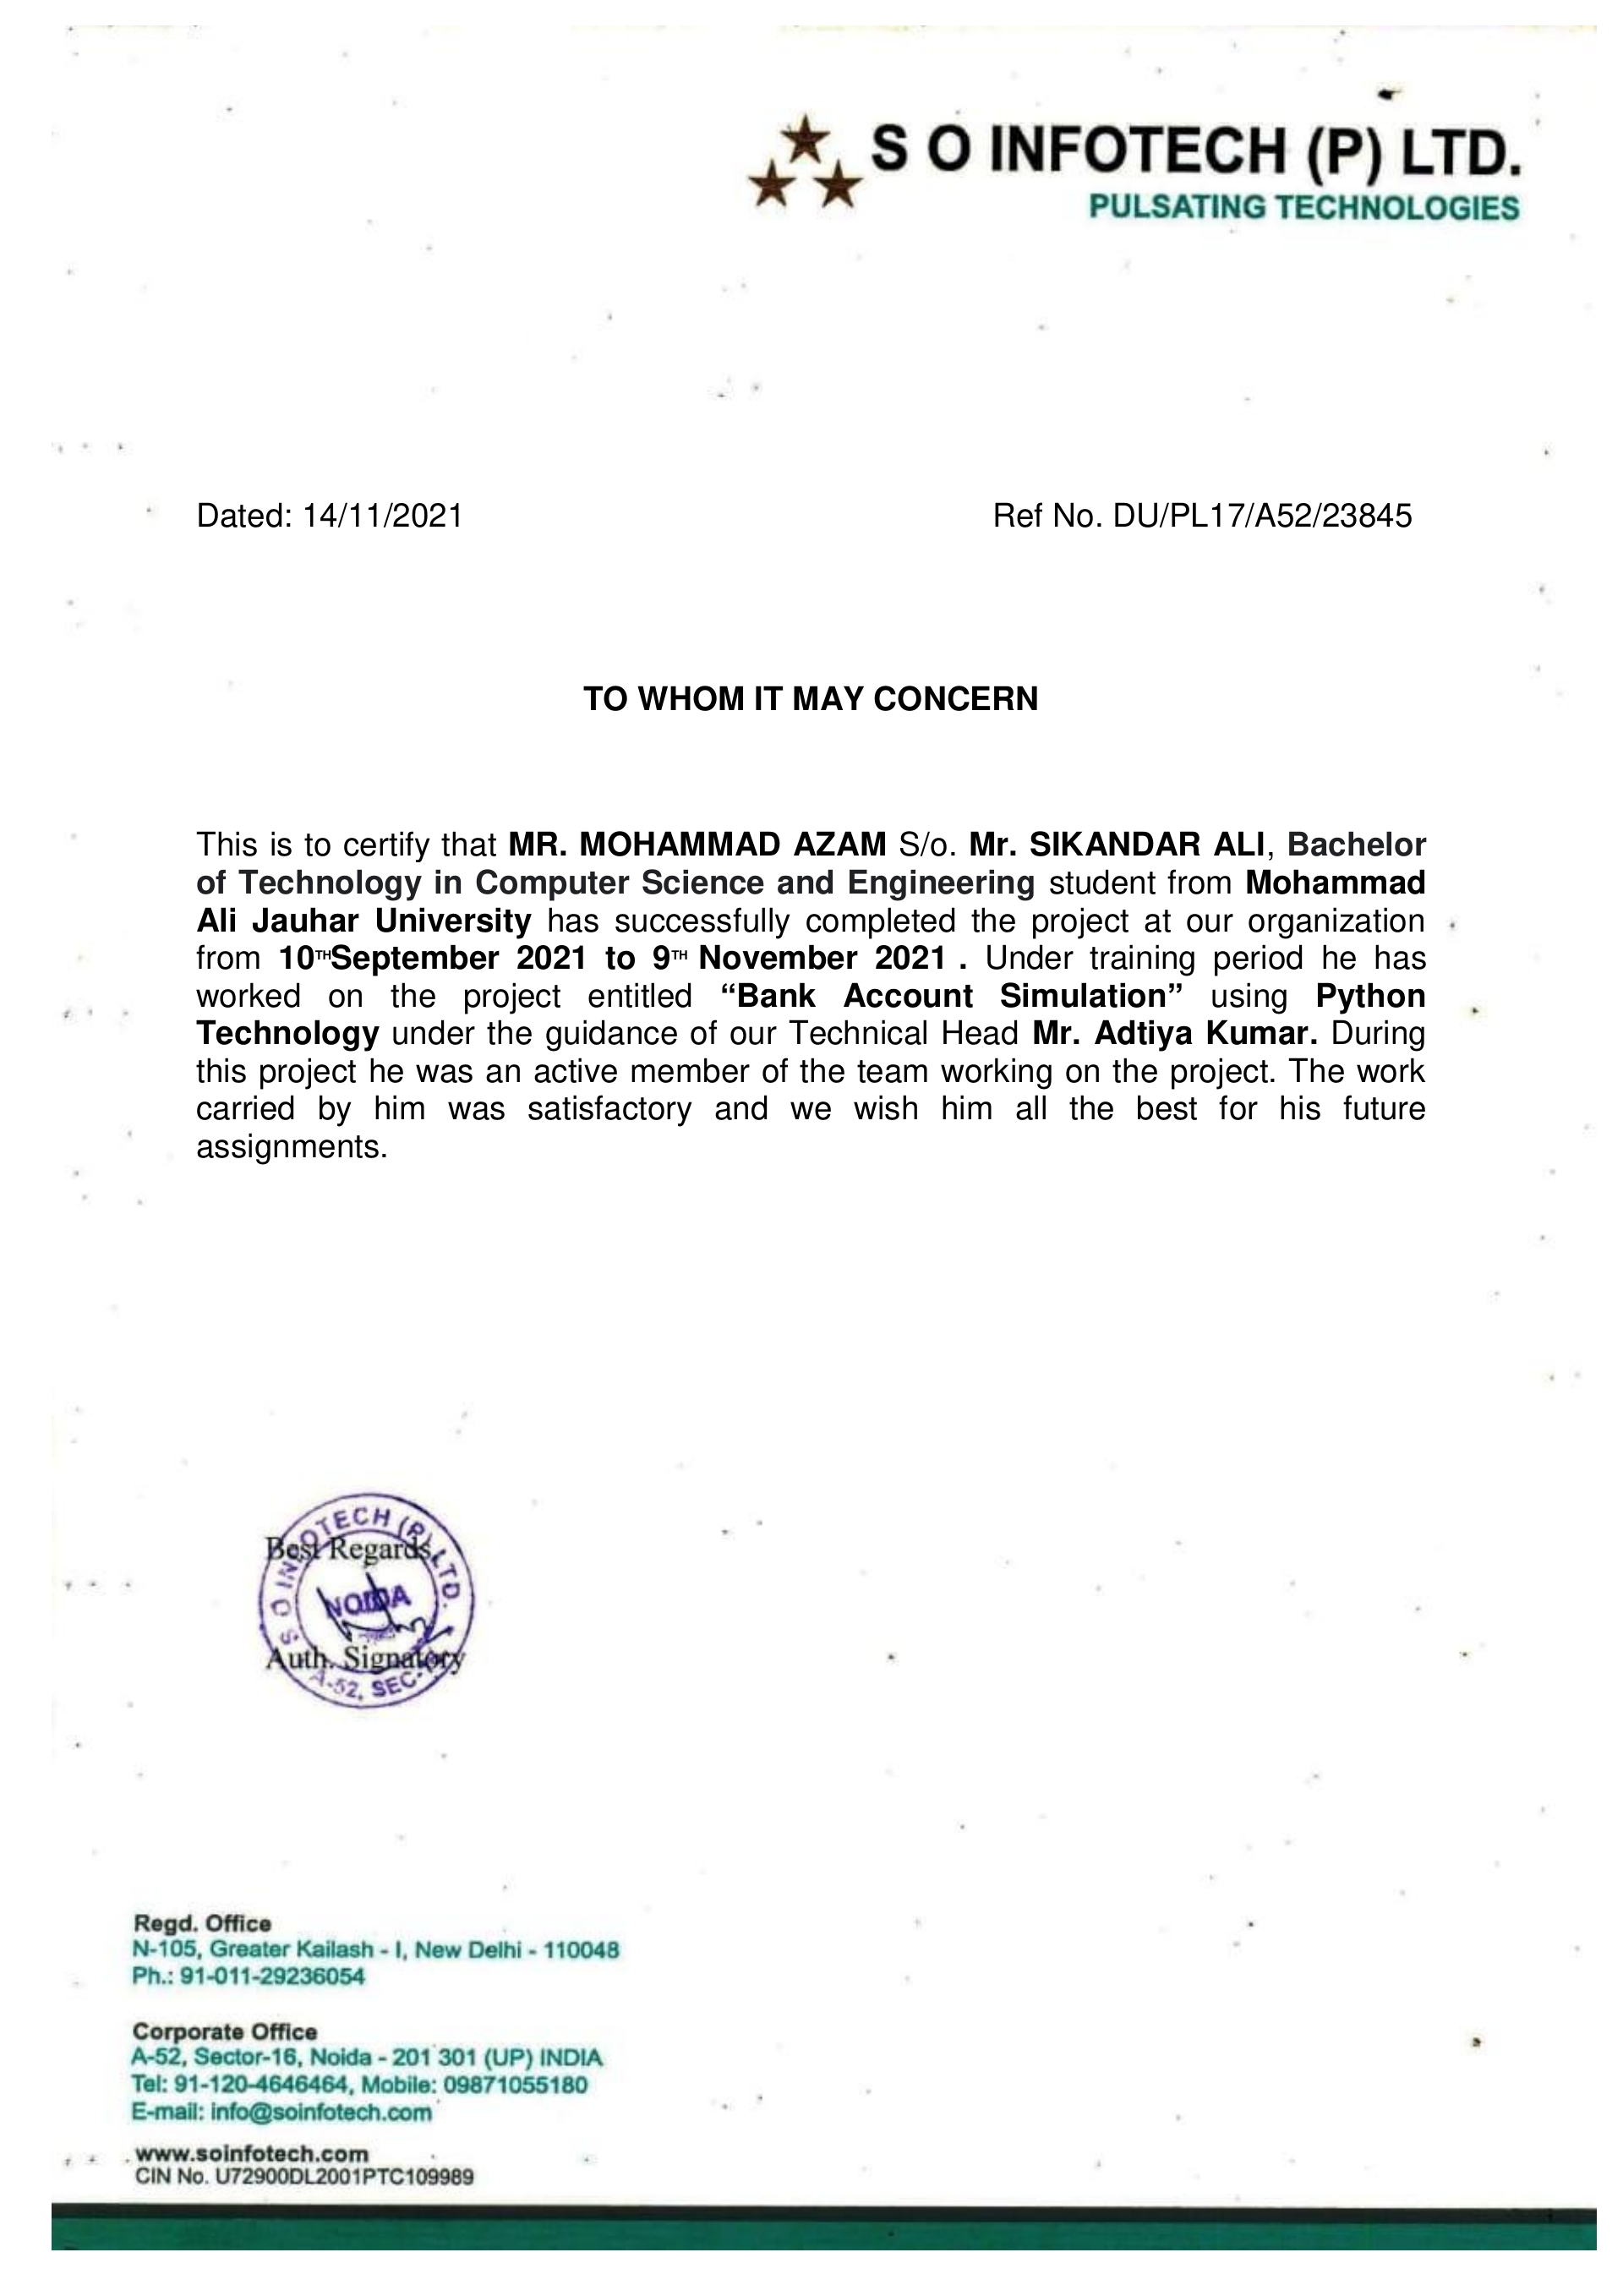 S O INFOTECH (P) LTD.
PULSATING TECHNOLOGIES
Dated: 14/11/2021 Ref No. DU/PL17/A52/23845
TO WHOM IT MAY CONCERN
This is to certify that MR. MOHAMMAD AZAM S/o. Mr. SIKANDAR ALI, Bachelor
of Technology in Computer Science and Engineering student from Mohammad
Ali Jauhar University has successfully completed the project at our organization
from 10THSeptember 2021 to 9TH November 2021 . Under training period he has
worked on the project entitled “Bank Account Simulation” using Python
Technology under the guidance of our Technical Head Mr. Adtiya Kumar. During
this project he was an active member of the team working on the project. The work
carried by him was satisfactory and we wish him all the best for his future
assignments.
S O INFOTECH (P) LTD.
Best Regards,
NOIDA
Auth. Signatory
A-52, SEC-
Regd. Office
N-105, Greater Kailash - I, New Delhi - 110048
Ph.: 91-011-29236054
Corporate Office
A-52, Sector-16, Noida - 201 301 (UP) INDIA
Tel: 91-120-4646464, Mobile: 09871055180
E-mail: info@soinfotech.com
www.soinfotech.com
CIN No. U72900DL2001PTC109989